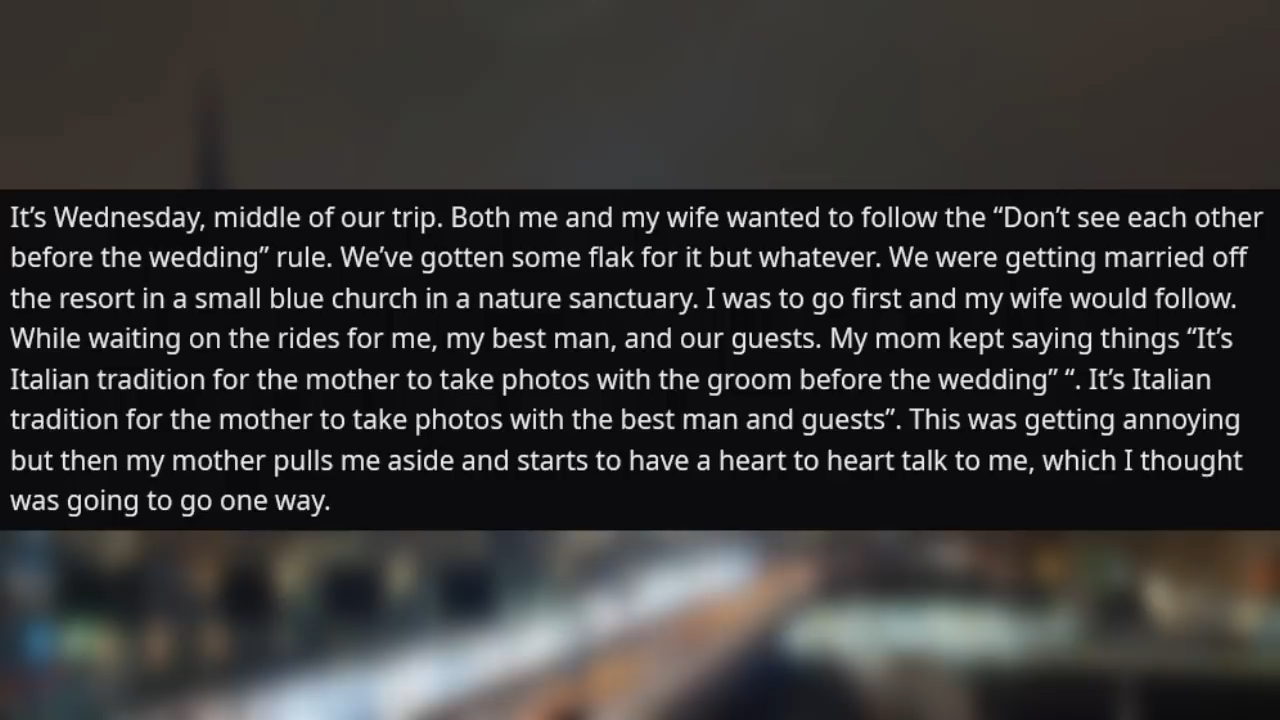 It’s Wednesday, middle of our trip. Both me and my wife wanted to follow the “Don’t see each other
before the wedding” rule. We’ve gotten some flak for it but whatever. We were getting married off
the resort in a small blue church in a nature sanctuary. I was to go first and my wife would follow.
While waiting on the rides for me, my best man, and our guests. My mom kept saying things “It’s
Italian tradition for the mother to take photos with the groom before the wedding” “. It’s Italian
tradition for the mother to take photos with the best man and guests”. This was getting annoying
but then my mother pulls me aside and starts to have a heart to heart talk to me, which I thought
was going to go one way.